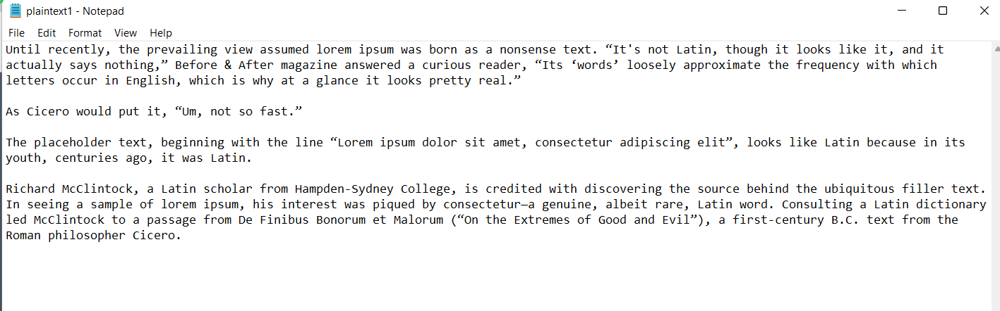 plaintext1 - Notepad
File Edit Format View Help
Until recently, the prevailing view assumed lorem ipsum was born as a nonsense text. “It's not Latin, though it looks like it, and it
actually says nothing,” Before & After magazine answered a curious reader, “Its ‘words’ loosely approximate the frequency with which
letters occur in English, which is why at a glance it looks pretty real.”
As Cicero would put it, “Um, not so fast.”
The placeholder text, beginning with the line “Lorem ipsum dolor sit amet, consectetur adipiscing elit”, looks like Latin because in its
youth, centuries ago, it was Latin.
Richard McClintock, a Latin scholar from Hampden-Sydney College, is credited with discovering the source behind the ubiquitous filler text.
In seeing a sample of lorem ipsum, his interest was piqued by consectetur—a genuine, albeit rare, Latin word. Consulting a Latin dictionary
led McClintock to a passage from De Finibus Bonorum et Malorum (“On the Extremes of Good and Evil”), a first-century B.C. text from the
Roman philosopher Cicero.